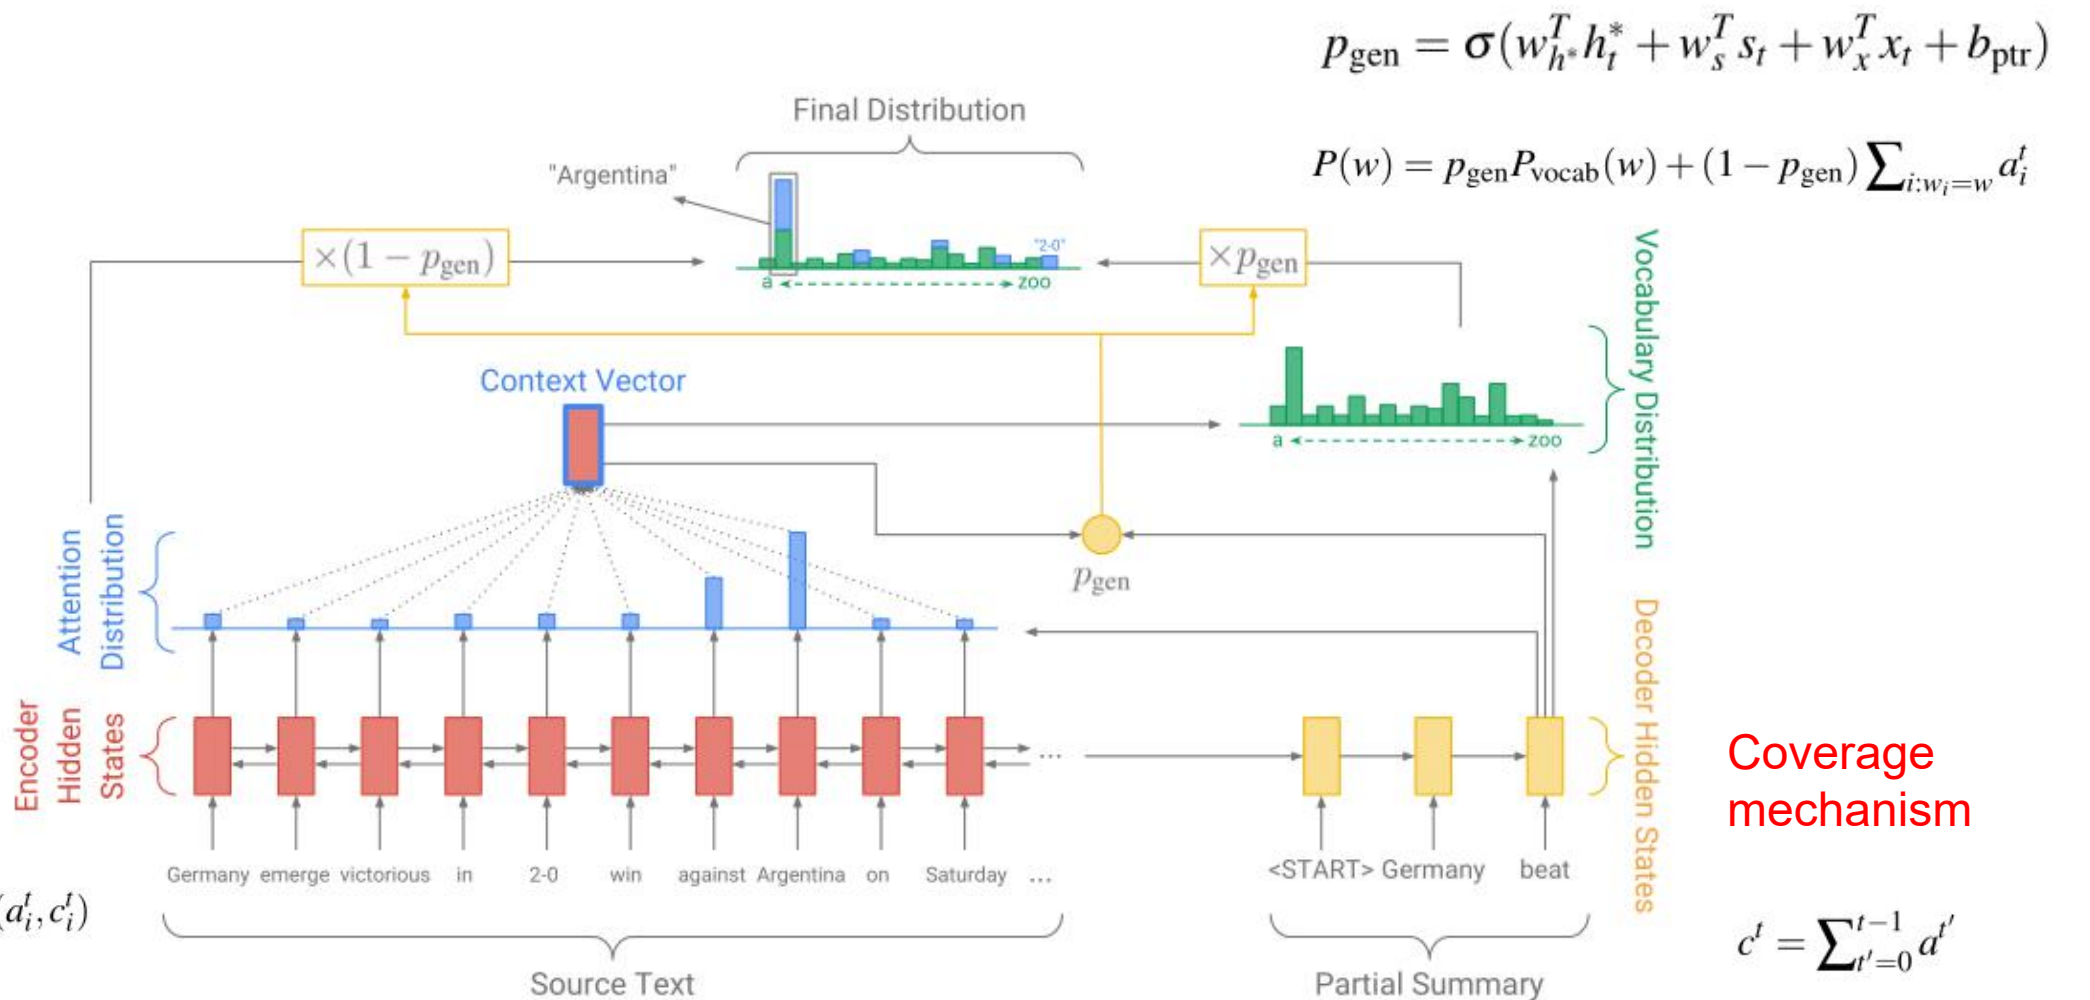 p_gen = σ(w_{h*}^T h_t^* + w_s^T s_t + w_x^T x_t + b_ptr)
Final Distribution
P(w) = p_gen P_vocab(w) + (1 − p_gen) ∑_{i:w_i=w} a_i^t
"Argentina"
×(1 − p_gen)
"2-0"
×p_gen
a
zoo
Vocabulary Distribution
Context Vector
a
zoo
Attention
Distribution
p_gen
Encoder
Hidden
States
Decoder Hidden States
Coverage
mechanism
Germany emerge victorious in 2-0 win against Argentina on Saturday ...
...
<START> Germany beat
(a_i^t, c_i^t)
c^t = ∑_{t'=0}^{t−1} a^{t'}
Source Text
Partial Summary